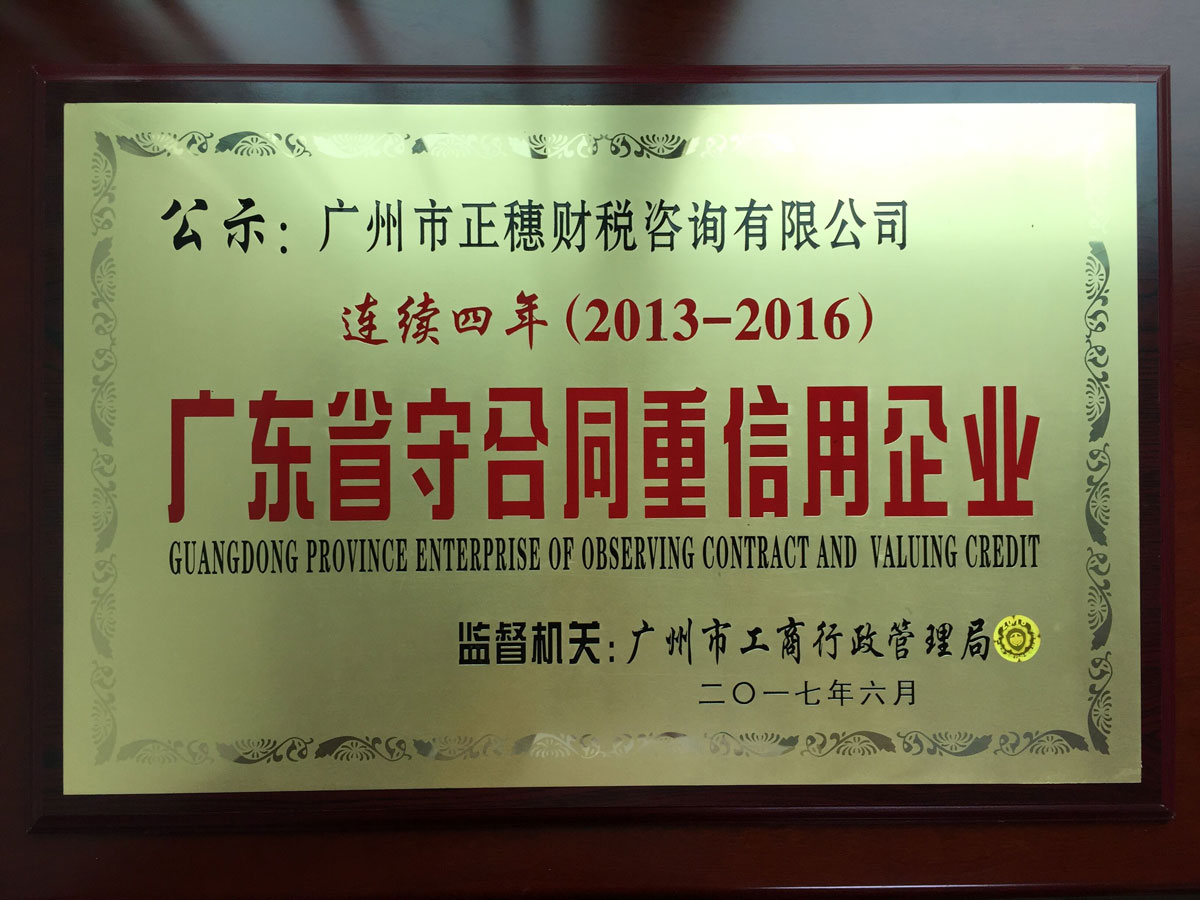 公示：广州市正穗财税咨询有限公司
连续四年（2013-2016）
广东省守合同重信用企业
GUANGDONG PROVINCE ENTERPRISE OF OBSERVING CONTRACT AND VALUING CREDIT
监督机关：广州市工商行政管理局
二〇一七年六月